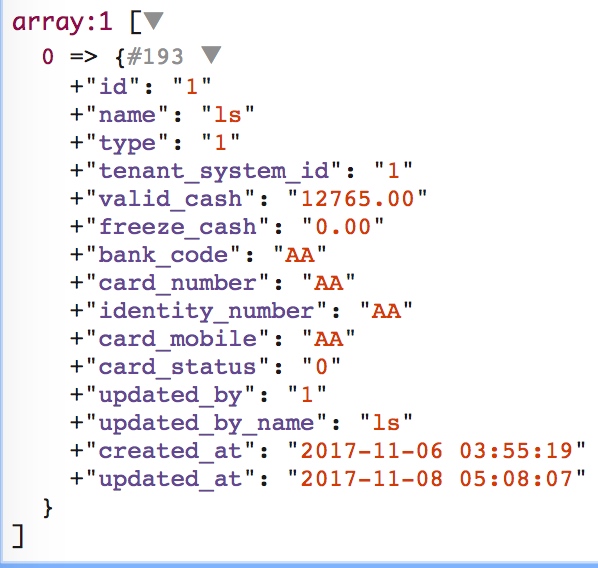 array:1 [▼
  0 => {#193 ▼
    +"id": "1"
    +"name": "ls"
    +"type": "1"
    +"tenant_system_id": "1"
    +"valid_cash": "12765.00"
    +"freeze_cash": "0.00"
    +"bank_code": "AA"
    +"card_number": "AA"
    +"identity_number": "AA"
    +"card_mobile": "AA"
    +"card_status": "0"
    +"updated_by": "1"
    +"updated_by_name": "ls"
    +"created_at": "2017-11-06 03:55:19"
    +"updated_at": "2017-11-08 05:08:07"
  }
]